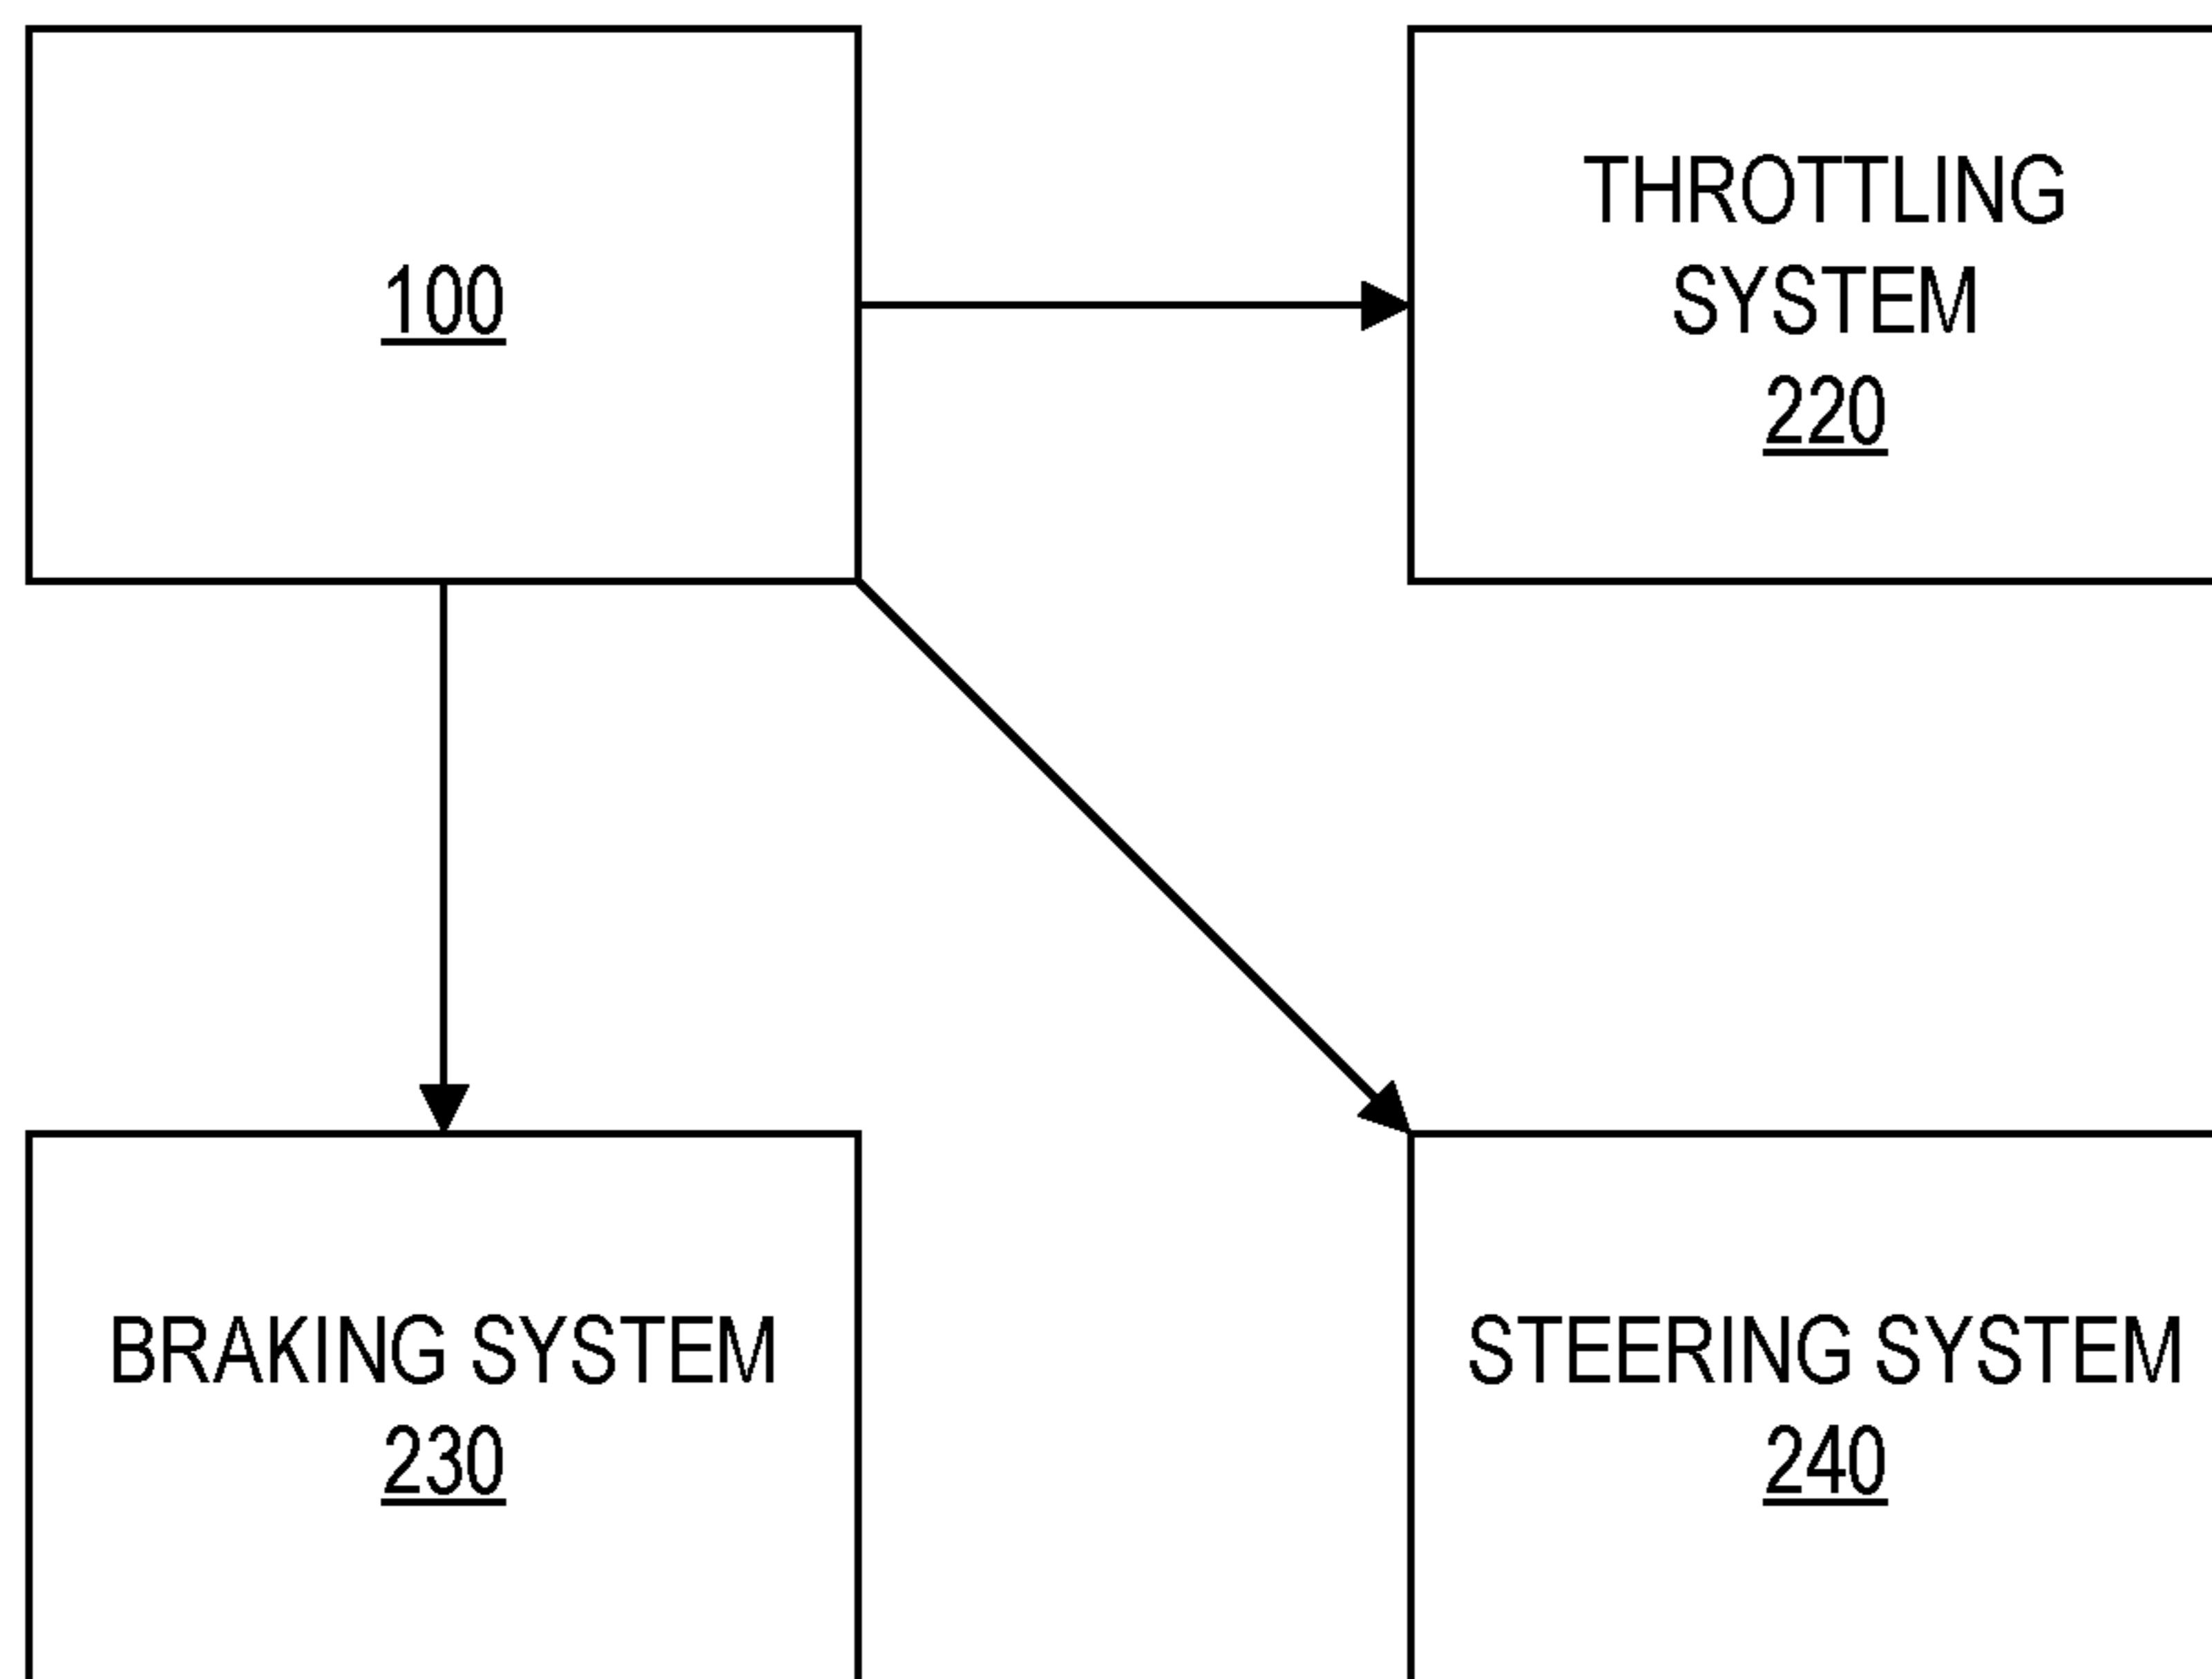 100
THROTTLING
SYSTEM
220
BRAKING SYSTEM
230
STEERING SYSTEM
240